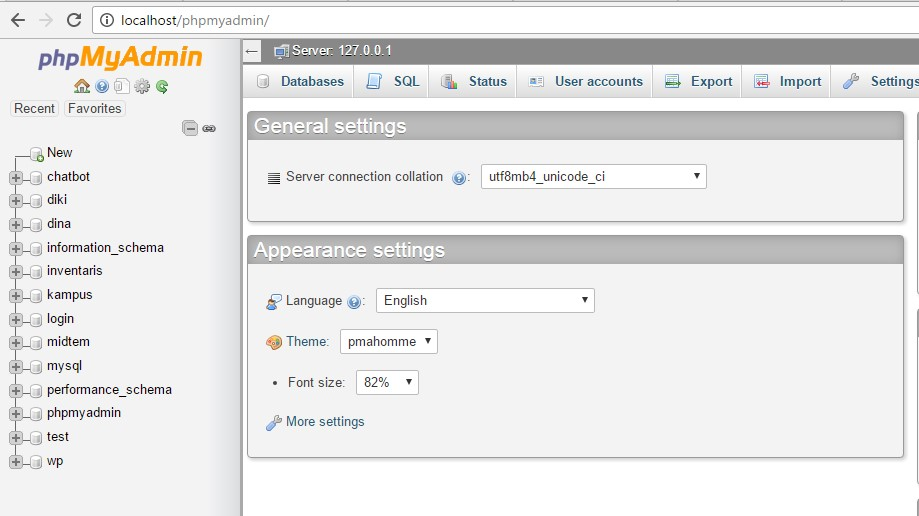 localhost/phpmyadmin/
phpMyAdmin
Recent Favorites
New
chatbot
diki
dina
information_schema
inventaris
kampus
login
midtem
mysql
performance_schema
phpmyadmin
test
wp
Server: 127.0.0.1
Databases SQL Status User accounts Export Import Settings
General settings
Server connection collation : utf8mb4_unicode_ci
Appearance settings
Language : English
Theme: pmahomme
Font size: 82%
More settings